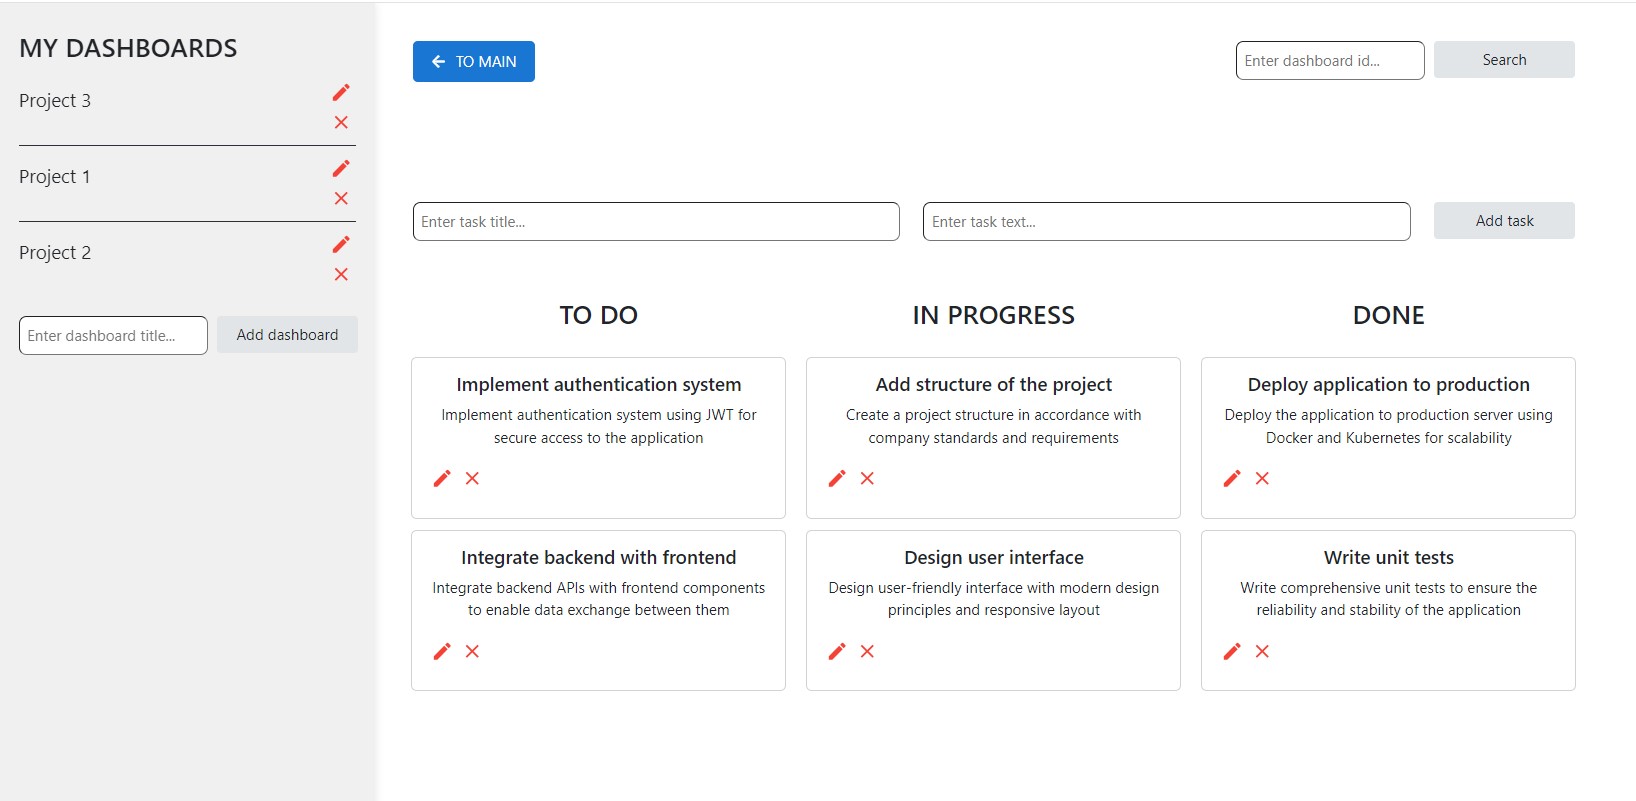 MY DASHBOARDS
Project 3
Project 1
Project 2
Enter dashboard title...
Add dashboard
TO MAIN
Enter dashboard id...
Search
Enter task title...
Enter task text...
Add task
TO DO
Implement authentication system
Implement authentication system using JWT for
secure access to the application
Integrate backend with frontend
Integrate backend APIs with frontend components
to enable data exchange between them
IN PROGRESS
Add structure of the project
Create a project structure in accordance with
company standards and requirements
Design user interface
Design user-friendly interface with modern design
principles and responsive layout
DONE
Deploy application to production
Deploy the application to production server using
Docker and Kubernetes for scalability
Write unit tests
Write comprehensive unit tests to ensure the
reliability and stability of the application